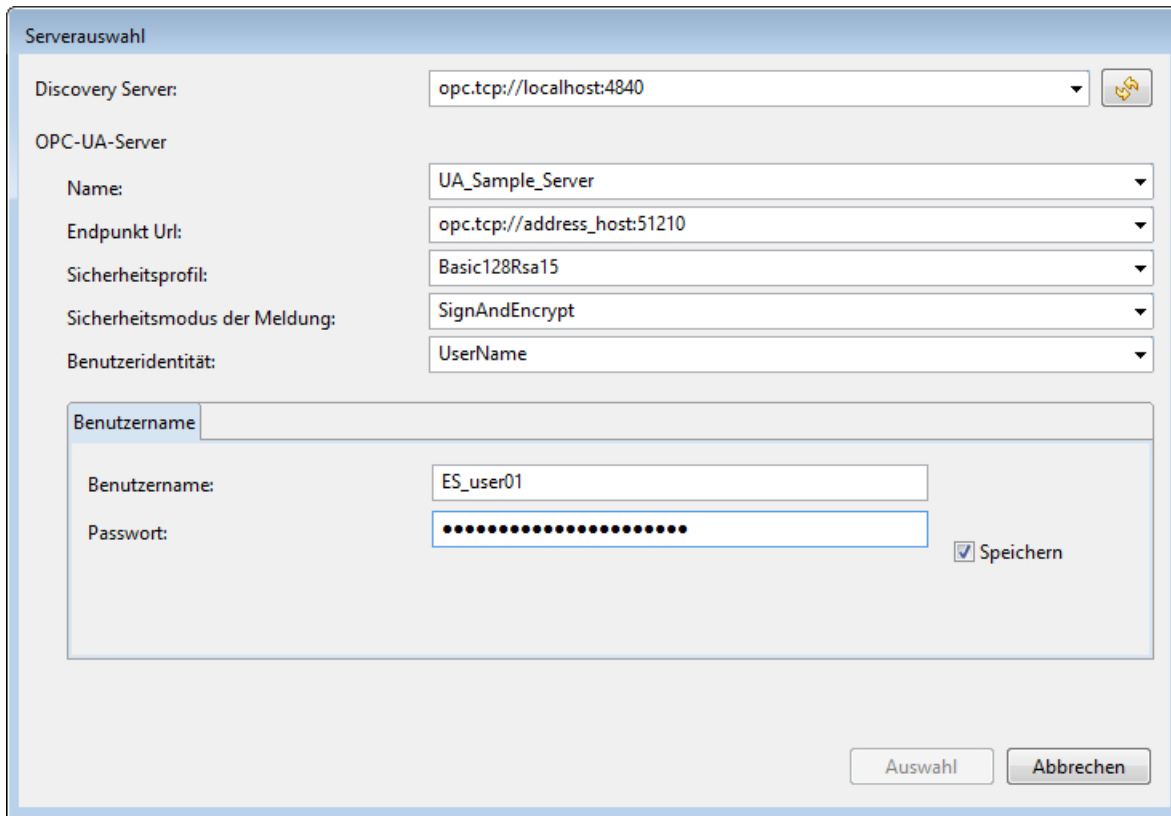 Serverauswahl
Discovery Server: opc.tcp://localhost:4840
OPC-UA-Server
Name: UA_Sample_Server
Endpunkt Url: opc.tcp://address_host:51210
Sicherheitsprofil: Basic128Rsa15
Sicherheitsmodus der Meldung: SignAndEncrypt
Benutzeridentität: UserName
Benutzername
Benutzername: ES_user01
Passwort: ••••••••••••••••••••••
Speichern
Auswahl Abbrechen